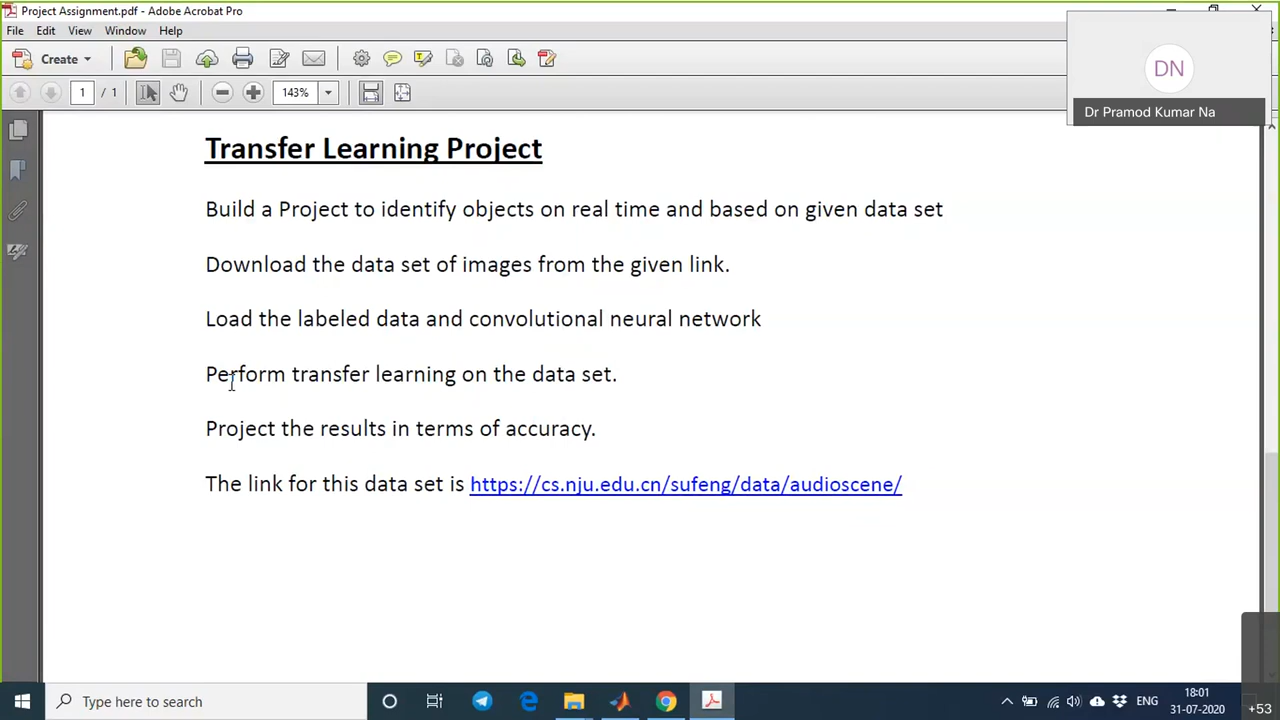 Project Assignment.pdf - Adobe Acrobat Pro
File Edit View Window Help
Create
1 / 1 143%
DN
Dr Pramod Kumar Na
Transfer Learning Project
Build a Project to identify objects on real time and based on given data set
Download the data set of images from the given link.
Load the labeled data and convolutional neural network
Perform transfer learning on the data set.
Project the results in terms of accuracy.
The link for this data set is https://cs.nju.edu.cn/sufeng/data/audioscene/
Type here to search
ENG
18:01
31-07-2020
+53